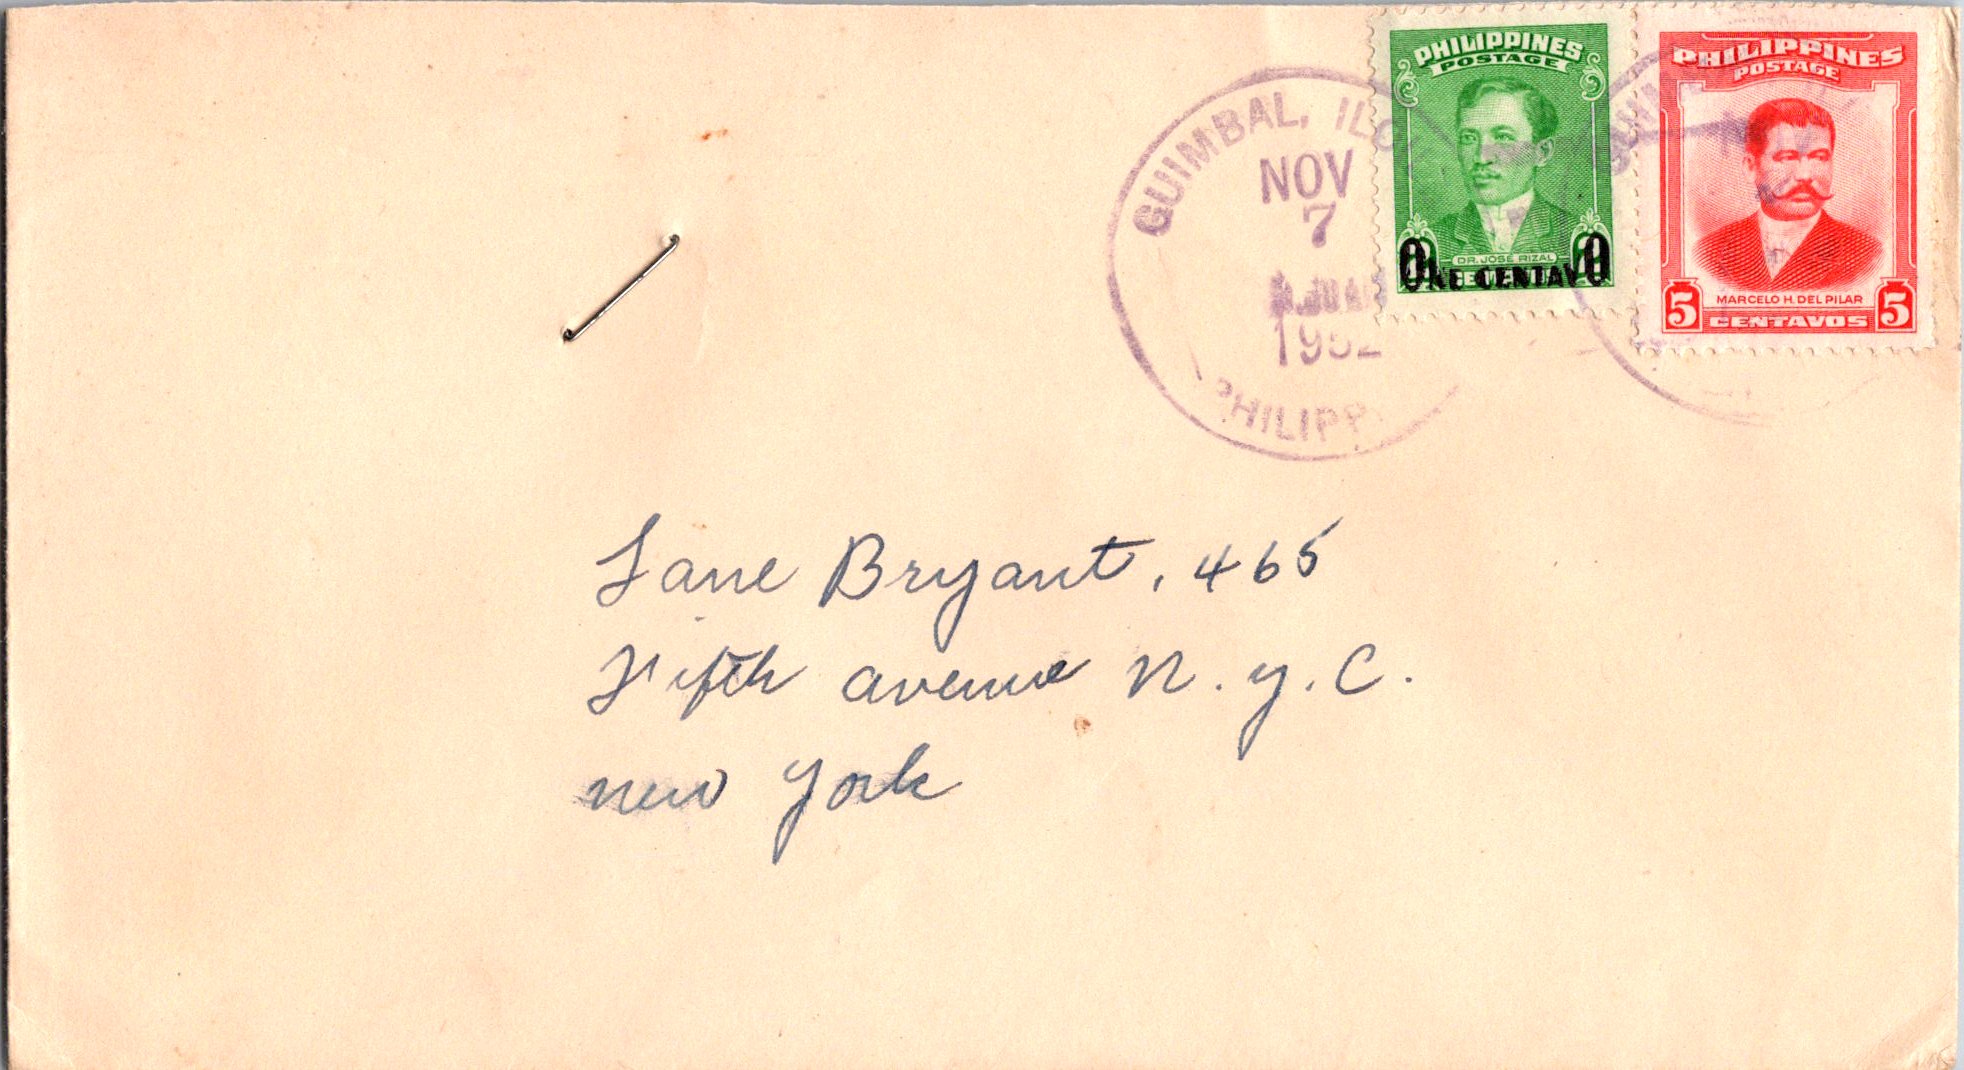 GUIMBAL, ILO
NOV
7
1952
PHILIPP
PHILIPPINES
POSTAGE
DR. JOSE RIZAL
ONE CENTAVO
PHILIPPINES
POSTAGE
MARCELO H. DEL PILAR
5 CENTAVOS 5
Lane Bryant, 465
Fifth avenue N.Y.C.
new york